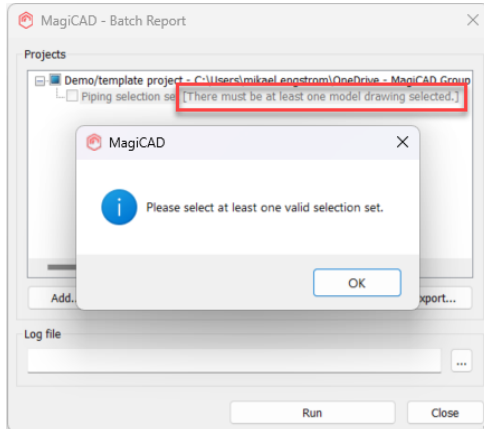 MagiCAD - Batch Report
Projects
Demo/template project - C:\Users\mikael.engstrom\OneDrive - MagiCAD Group
Piping selection se [There must be at least one model drawing selected.]
MagiCAD
Please select at least one valid selection set.
OK
Add..
xport...
Log file
...
Run
Close